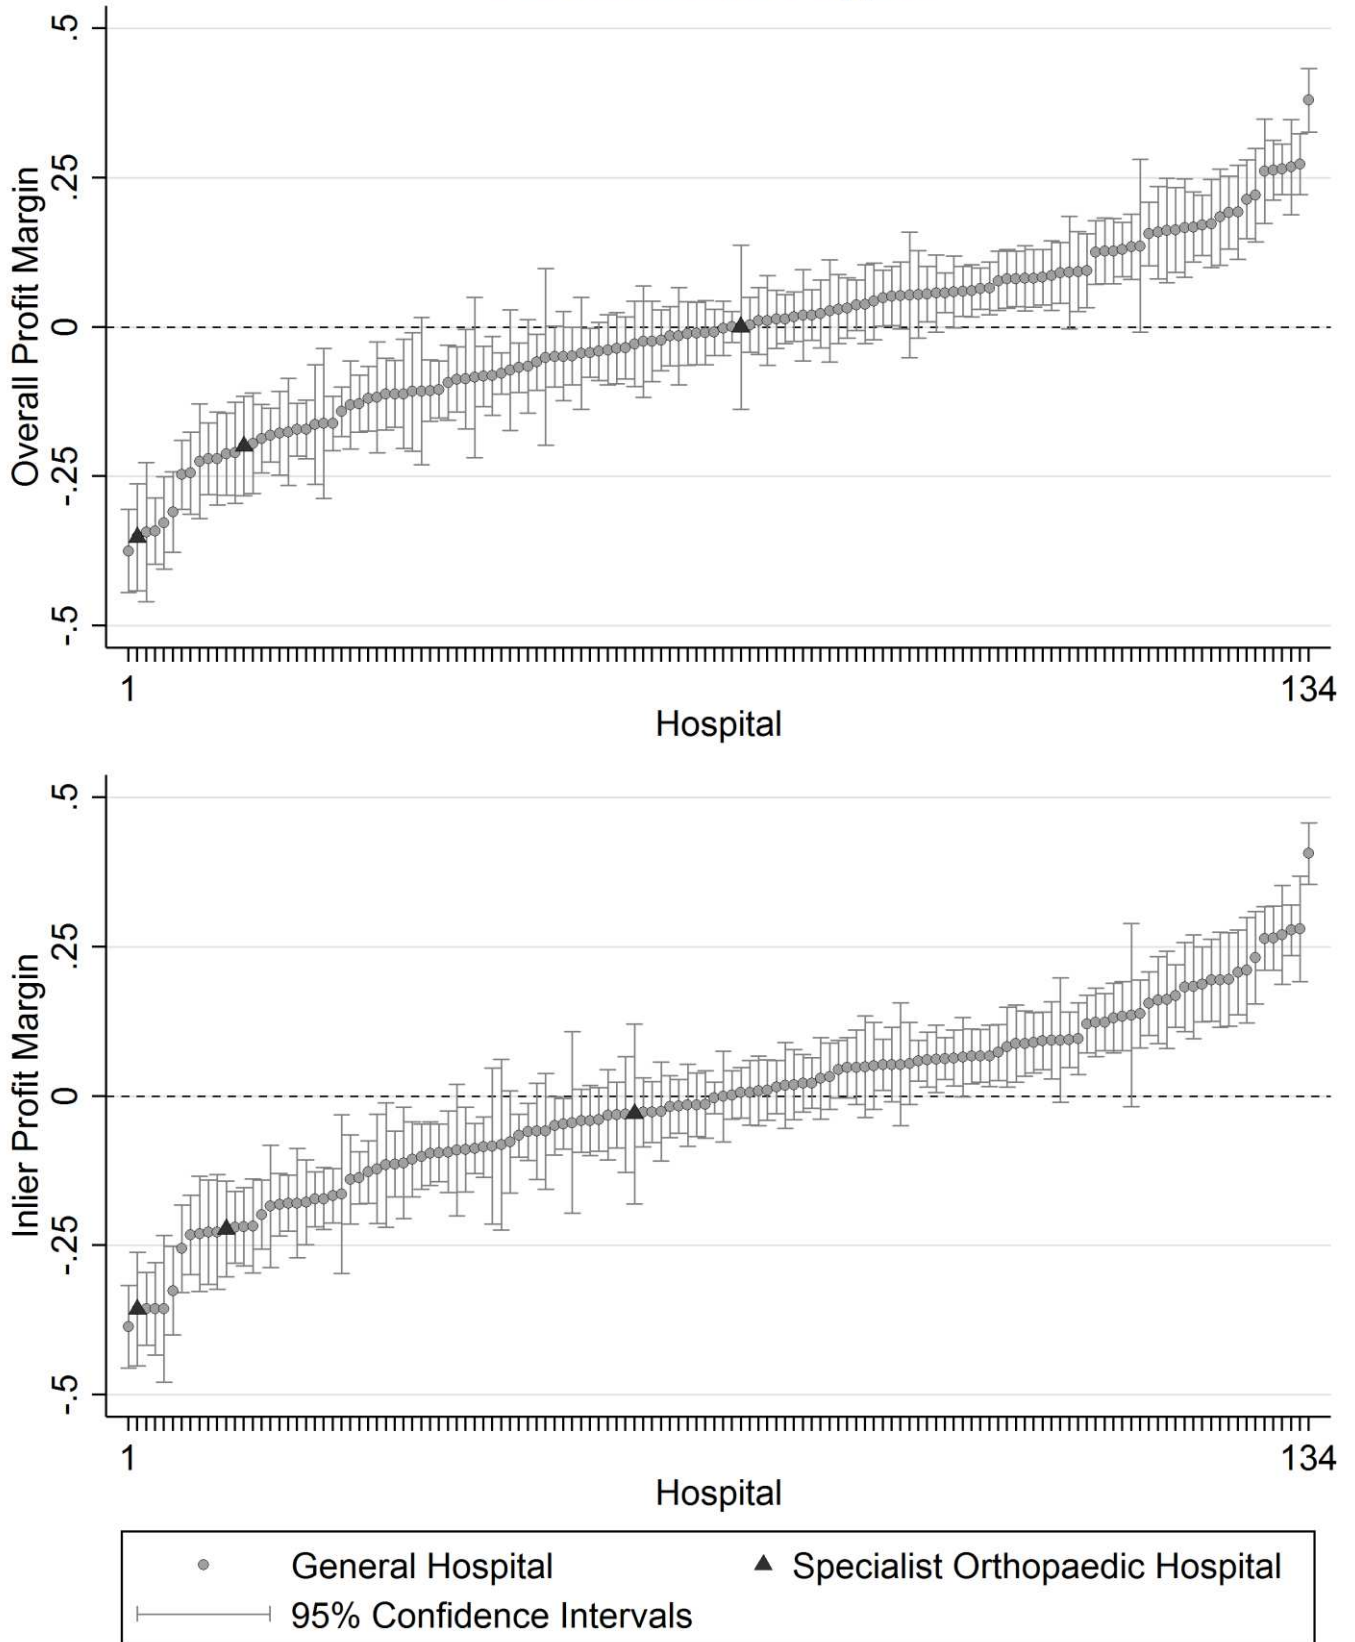 .5
.25
0
-.25
-.5
Overall Profit Margin
1
134
Hospital
.5
.25
0
-.25
-.5
Inlier Profit Margin
1
134
Hospital
General Hospital
Specialist Orthopaedic Hospital
95% Confidence Intervals